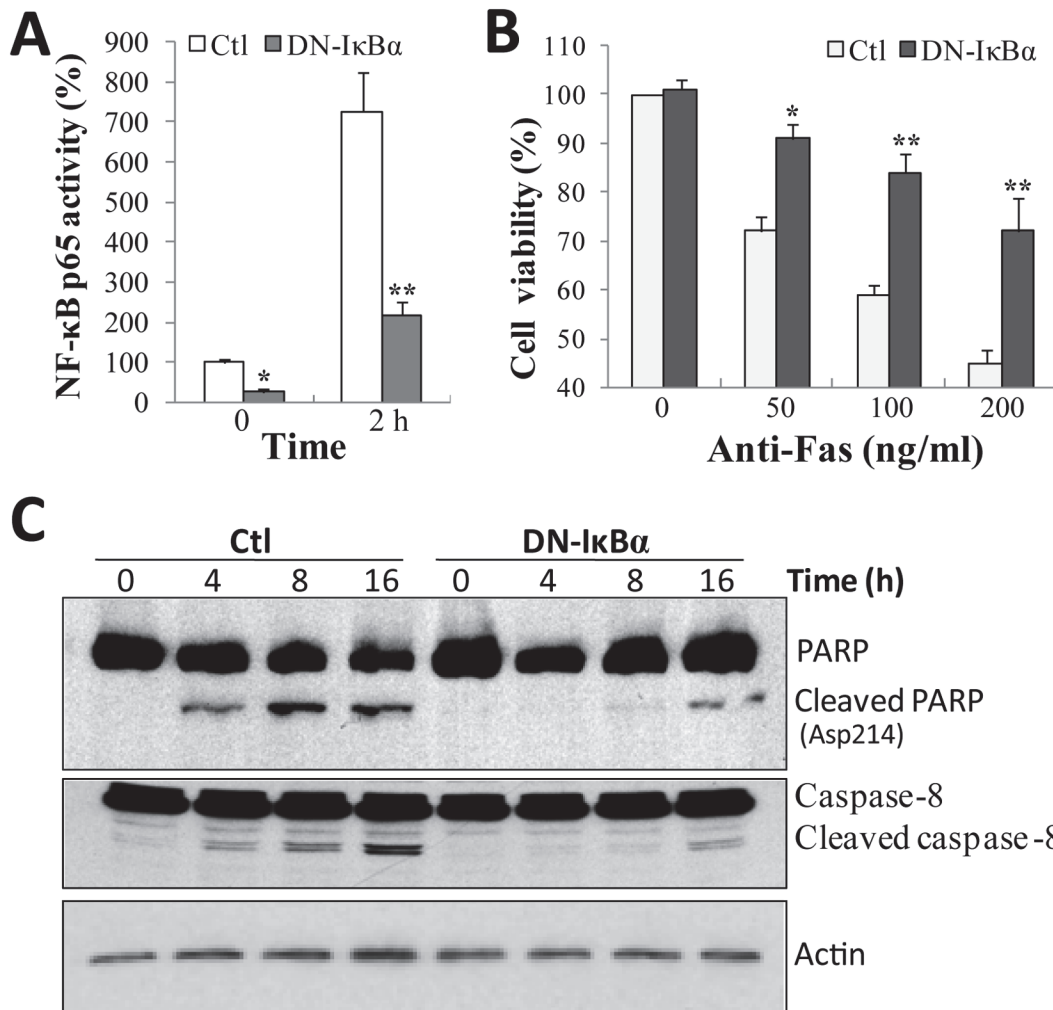 A
900
800
700
600
500
400
300
200
100
0
NF-κB p65 activity (%)
Ctl DN-IκBα
*
**
0 2 h
Time
B
110
100
90
80
70
60
50
40
Cell viability (%)
Ctl DN-IκBα
*
**
**
0 50 100 200
Anti-Fas (ng/ml)
C
Ctl DN-IκBα
0 4 8 16 0 4 8 16 Time (h)
PARP
Cleaved PARP
(Asp214)
Caspase-8
Cleaved caspase-8
Actin